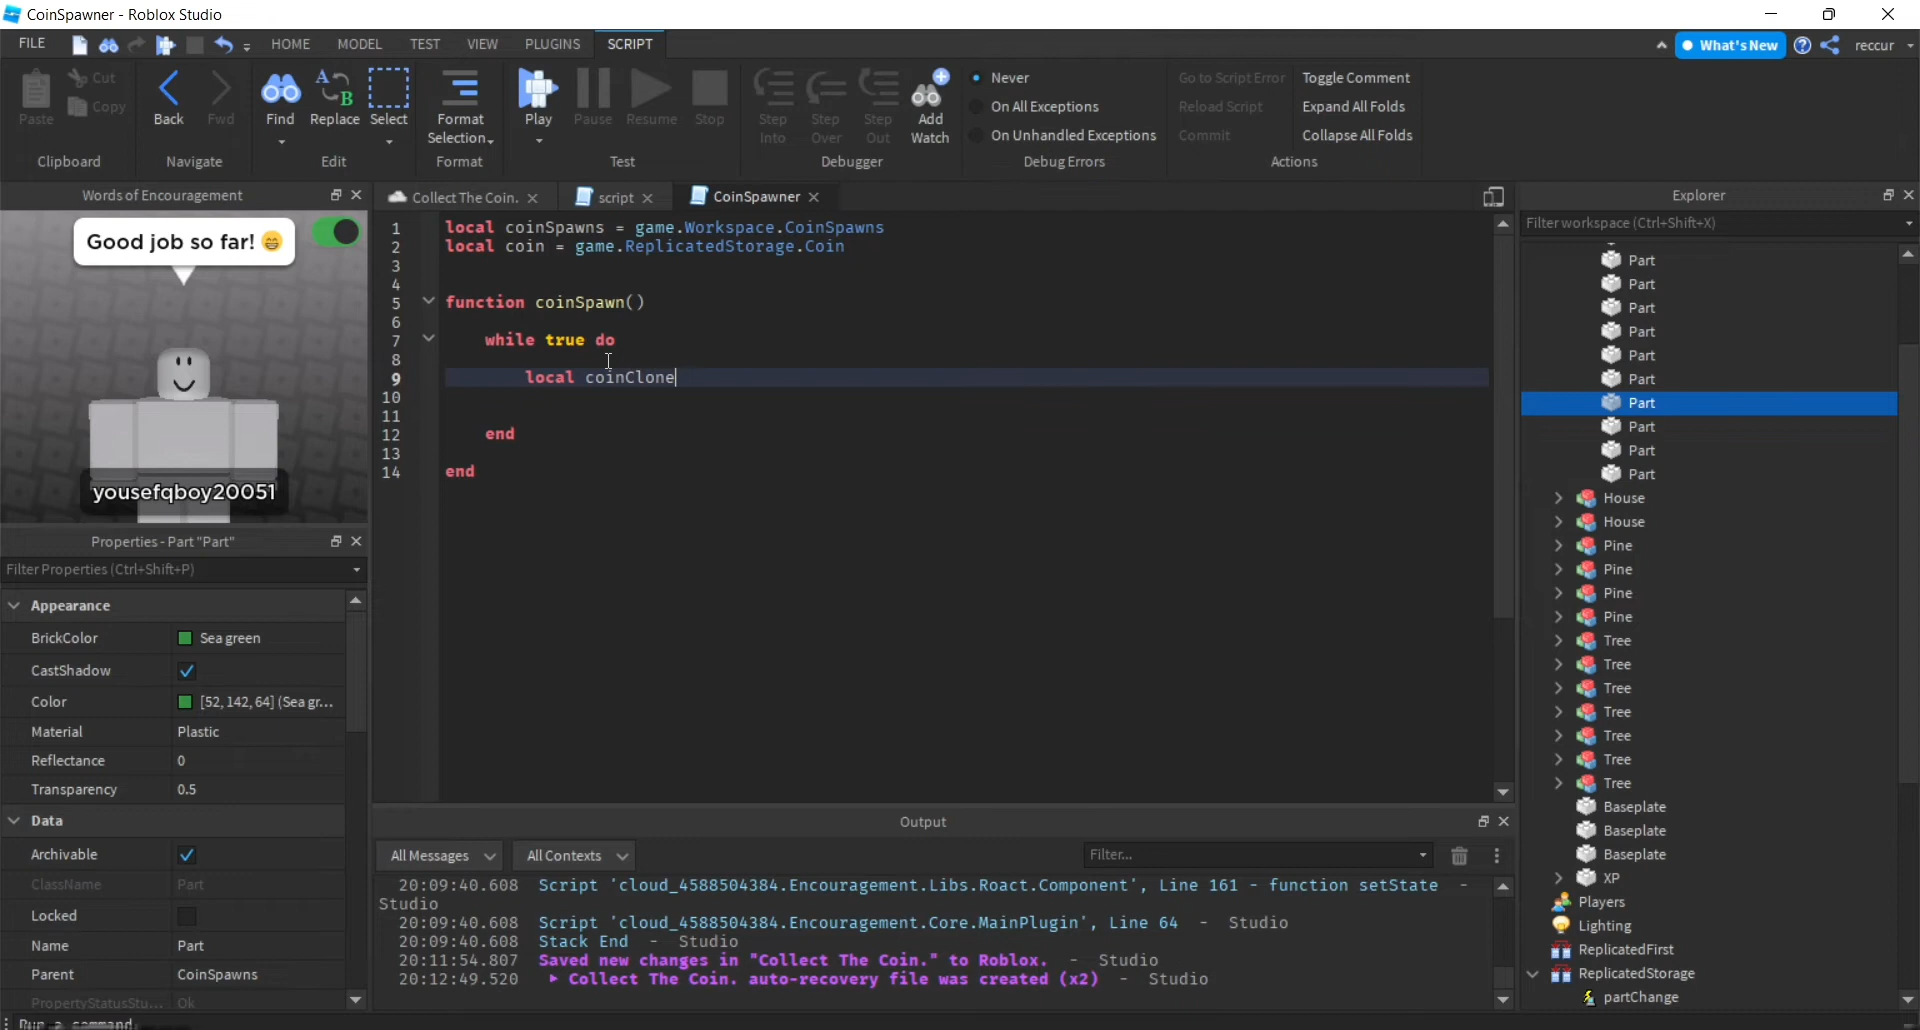 CoinSpawner - Roblox Studio
FILE HOME MODEL TEST VIEW PLUGINS SCRIPT What's New reccur
Paste Cut Copy Back Fwd Find Replace Select Format Selection Play Pause Resume Stop Step Into Step Over Step Out Add Watch
Never
On All Exceptions
On Unhandled Exceptions
Go to Script Error
Reload Script
Commit
Toggle Comment
Expand All Folds
Collapse All Folds
Clipboard Navigate Edit Format Test Debugger Debug Errors Actions
Words of Encouragement
Good job so far! 😁
yousefqboy20051
Properties - Part "Part"
Filter Properties (Ctrl+Shift+P)
Appearance
BrickColor Sea green
CastShadow
Color [52, 142, 64] (Sea gr...
Material Plastic
Reflectance 0
Transparency 0.5
Data
Archivable
ClassName Part
Locked
Name Part
Parent CoinSpawns
PropertyStatusStu... Ok
Run a command
Collect The Coin. script CoinSpawner
1 local coinSpawns = game.Workspace.CoinSpawns
2 local coin = game.ReplicatedStorage.Coin
3
4
5 function coinSpawn()
6
7 while true do
8
9 local coinClone
10
11
12 end
13
14 end
Output
All Messages All Contexts Filter...
20:09:40.608 Script 'cloud_4588504384.Encouragement.Libs.Roact.Component', Line 161 - function setState -
Studio
20:09:40.608 Script 'cloud_4588504384.Encouragement.Core.MainPlugin', Line 64 - Studio
20:09:40.608 Stack End - Studio
20:11:54.807 Saved new changes in "Collect The Coin." to Roblox. - Studio
20:12:49.520 ▶ Collect The Coin. auto-recovery file was created (x2) - Studio
Explorer
Filter workspace (Ctrl+Shift+X)
Part
Part
Part
Part
Part
Part
Part
Part
Part
Part
House
House
Pine
Pine
Pine
Pine
Tree
Tree
Tree
Tree
Tree
Tree
Tree
Baseplate
Baseplate
Baseplate
XP
Players
Lighting
ReplicatedFirst
ReplicatedStorage
partChange